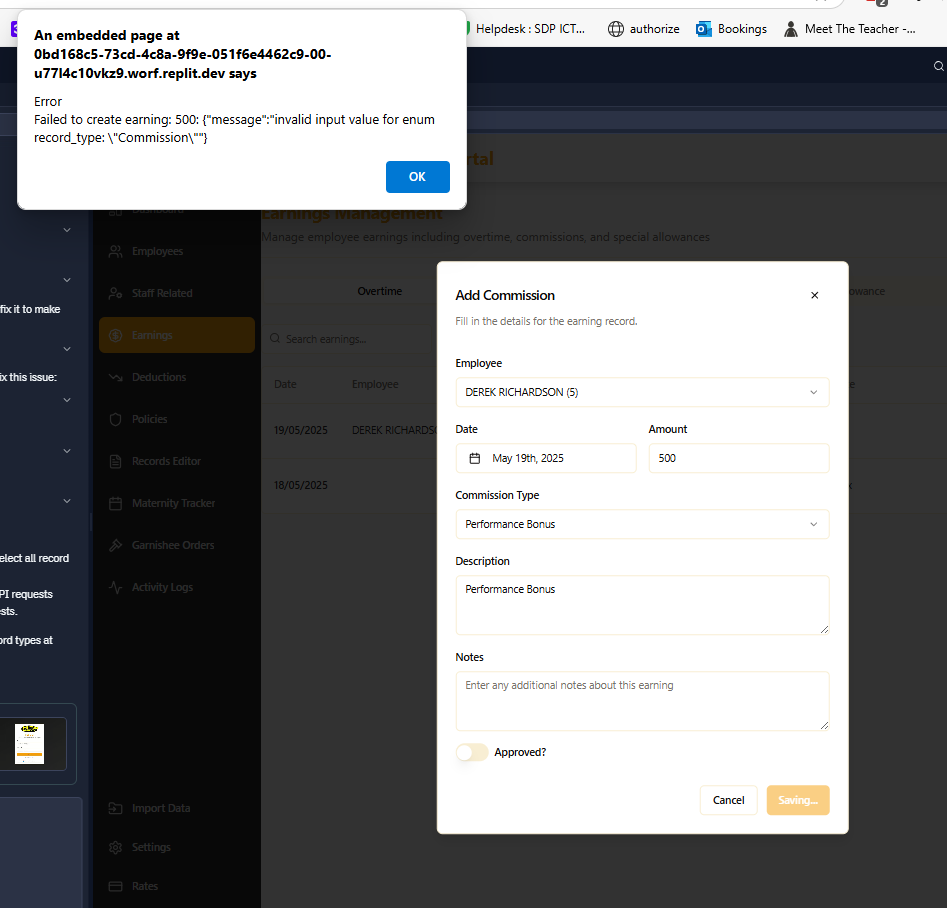 Helpdesk : SDP ICT...
authorize
Bookings
Meet The Teacher -...
2
An embedded page at
0bd168c5-73cd-4c8a-9f9e-051f6e4462c9-00-
u77l4c10vkz9.worf.replit.dev says
Error
Failed to create earning: 500: {"message":"invalid input value for enum
record_type: \"Commission\""}
OK
rtal
Dashboard
Earnings Management
Manage employee earnings including overtime, commissions, and special allowances
Employees
Staff Related
Earnings
Deductions
Policies
Records Editor
Maternity Tracker
Garnishee Orders
Activity Logs
Import Data
Settings
Rates
fix it to make
ix this issue:
elect all record
PI requests
sts.
ord types at
Overtime
owance
Search earnings...
Date
Employee
19/05/2025
DEREK RICHARDSO
18/05/2025
Add Commission
Fill in the details for the earning record.
Employee
DEREK RICHARDSON (5)
Date
Amount
May 19th, 2025
500
Commission Type
Performance Bonus
Description
Performance Bonus
Notes
Enter any additional notes about this earning
Approved?
Cancel
Saving...